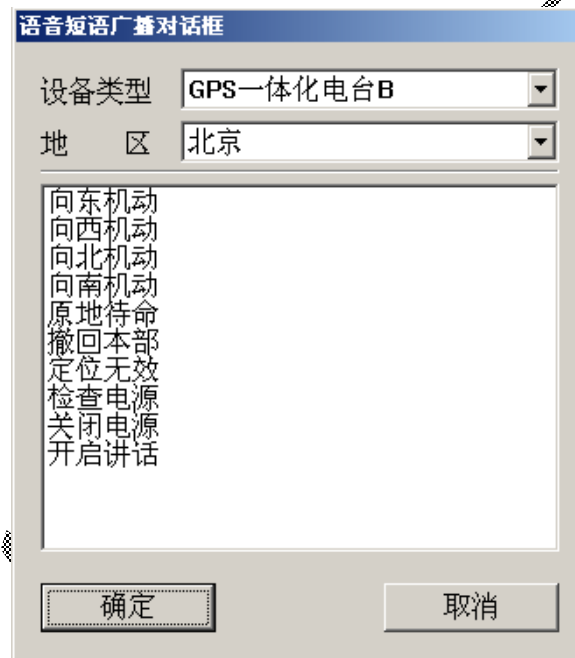 语音短语广播对话框
设备类型 GPS一体化电台B
地 区 北京
向东机动
向西机动
向北机动
向南机动
原地待命
撤回本部
定位无效
检查电源
关闭电源
开启讲话
确定 取消